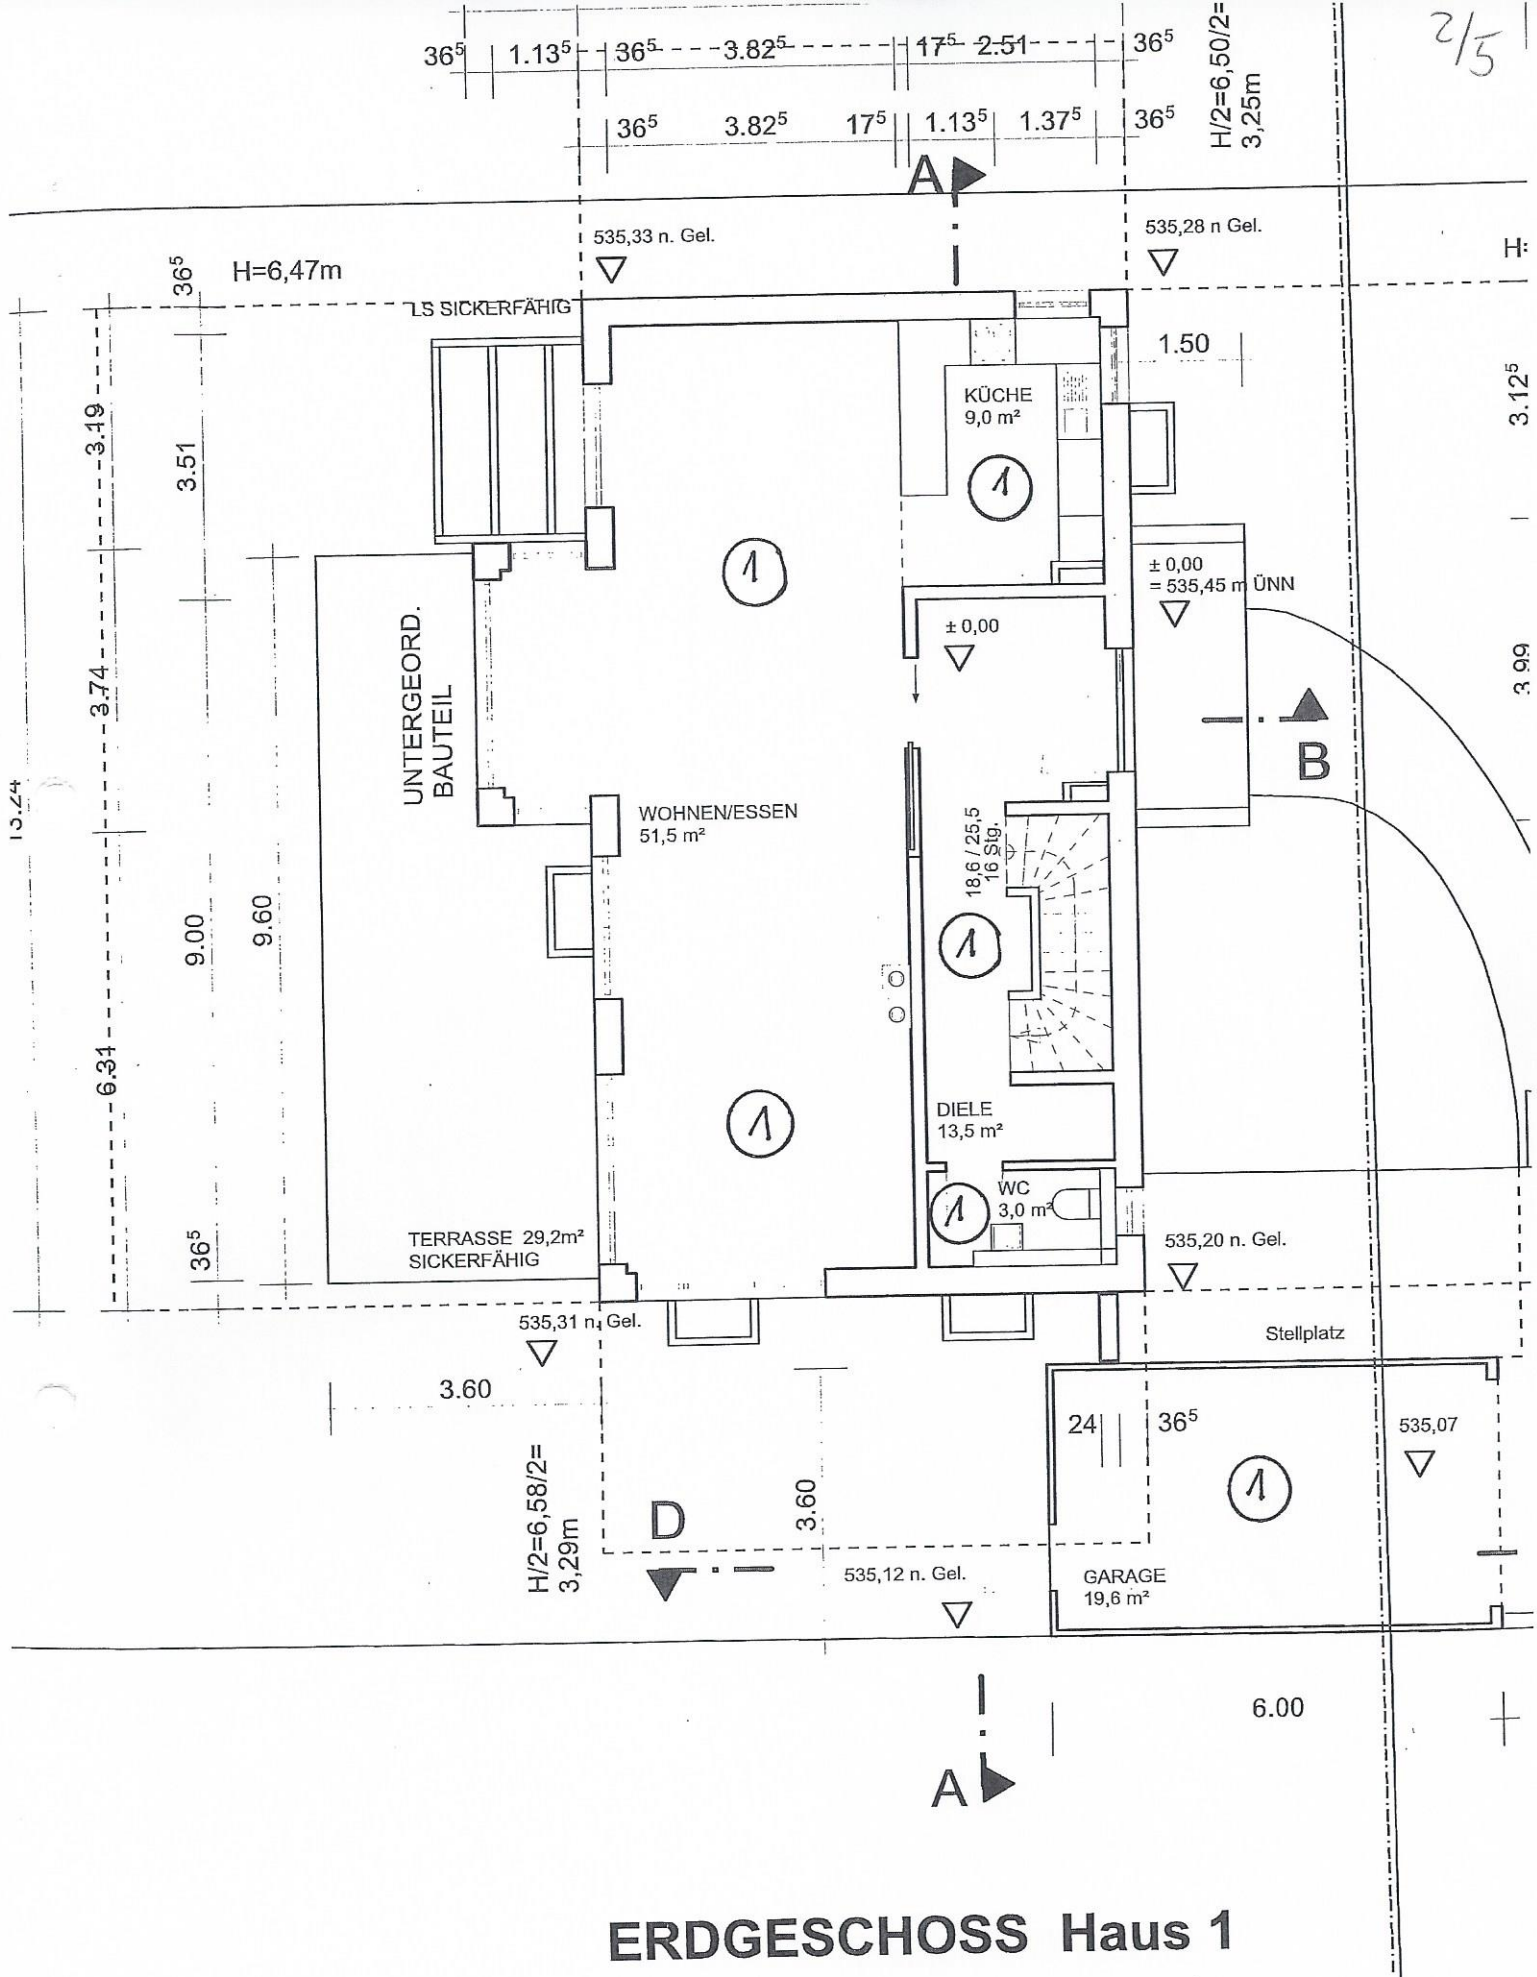 2/5
36⁵ 1.13⁵ 36⁵ 3.82⁵ 17⁵ 2.51 36⁵
H/2=6,50/2=
3,25m
36⁵ 3.82⁵ 17⁵ 1.13⁵ 1.37⁵ 36⁵
A
535,33 n. Gel.
535,28 n Gel.
36⁵
H=6,47m
LS SICKERFÄHIG
1.50
3.12⁵
3.19
3.51
KÜCHE
9,0 m²
1
1
± 0,00
= 535,45 m ÜNN
± 0,00
3.99
UNTERGEORD.
BAUTEIL
3.74
B
13.24
WOHNEN/ESSEN
51,5 m²
18,6 / 25,5
16 Stg.
9.00
9.60
1
6.31
1
DIELE
13,5 m²
1
WC
3,0 m²
36⁵
TERRASSE 29,2m²
SICKERFÄHIG
535,20 n. Gel.
535,31 n. Gel.
Stellplatz
3.60
24
36⁵
535,07
H/2=6,58/2=
3,29m
D
3.60
1
535,12 n. Gel.
GARAGE
19,6 m²
6.00
A
ERDGESCHOSS Haus 1